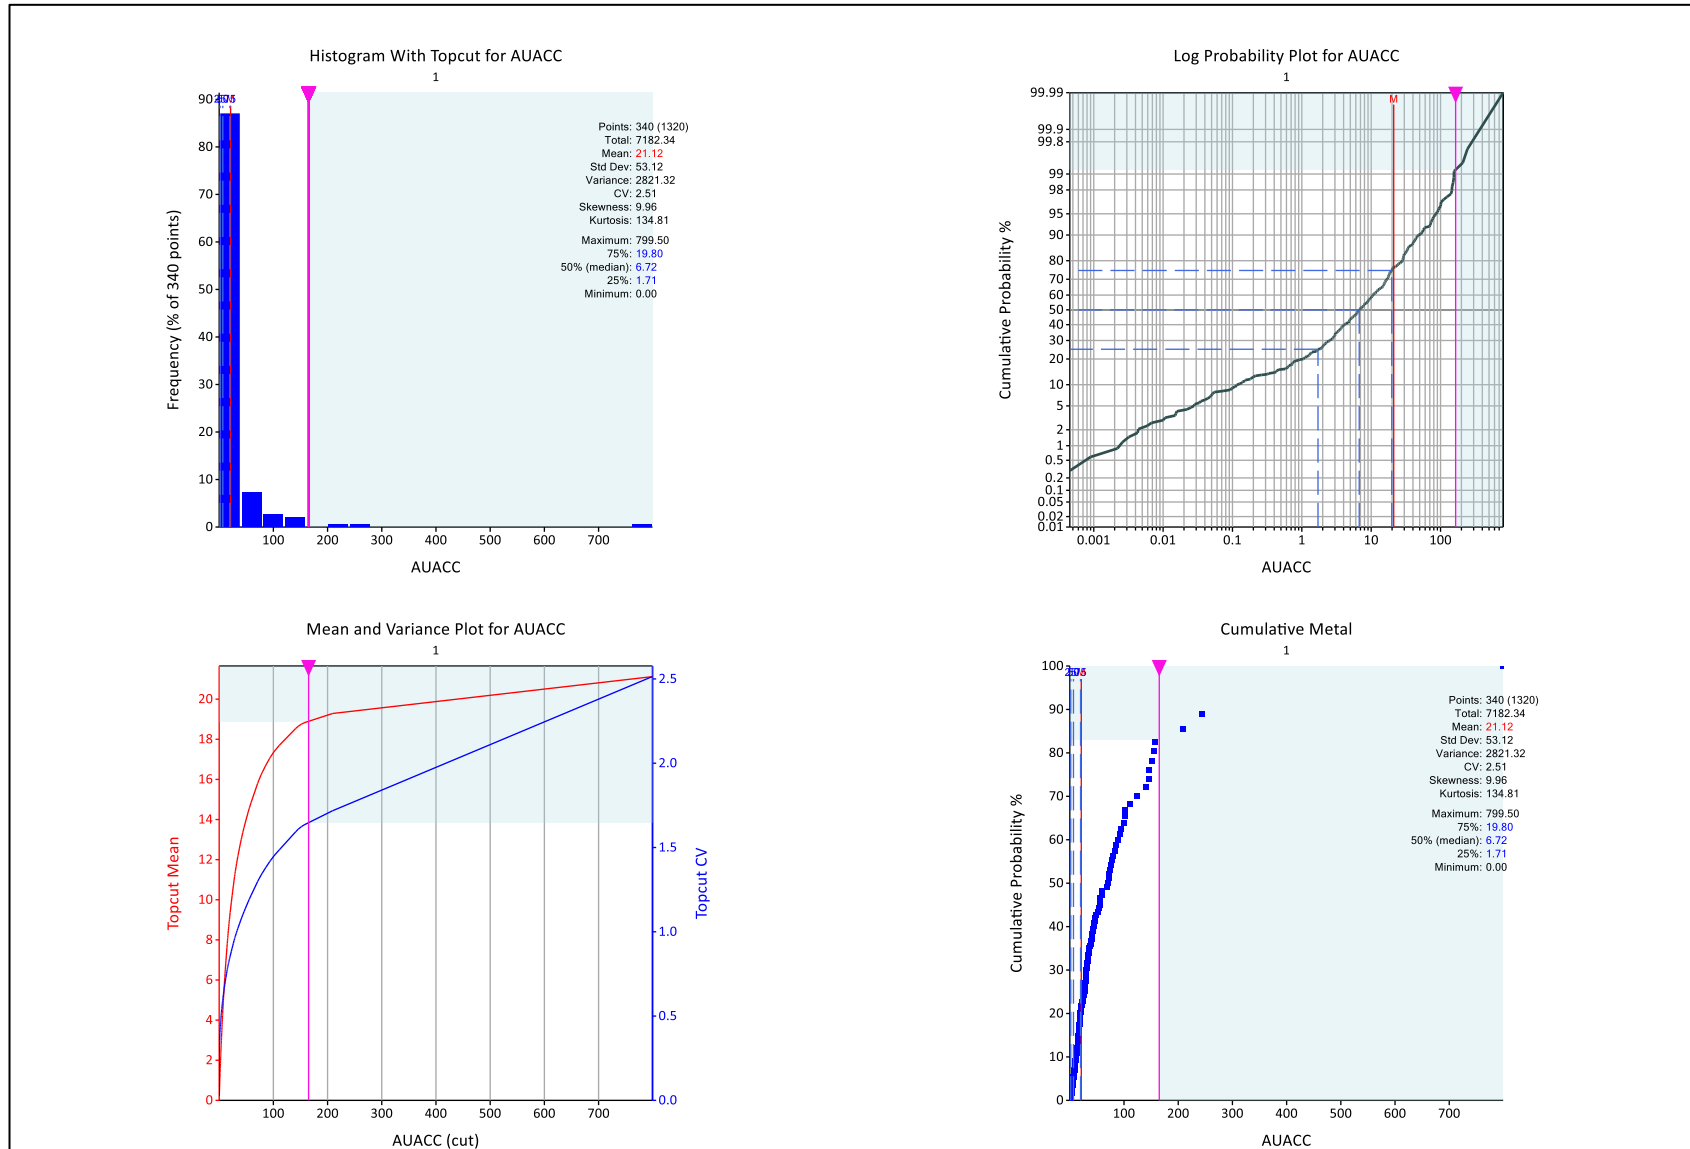 Histogram With Topcut for AUACC
1
90
80
70
60
50
40
30
20
10
0
Frequency (% of 340 points)
Points: 340 (1320)
Total: 7182.34
Mean: 21.12
Std Dev: 53.12
Variance: 2821.32
CV: 2.51
Skewness: 9.96
Kurtosis: 134.81
Maximum: 799.50
75%: 19.80
50% (median): 6.72
25%: 1.71
Minimum: 0.00
100 200 300 400 500 600 700
AUACC
Log Probability Plot for AUACC
1
M
99.99
99.9
99.8
99
98
95
90
80
70
60
50
40
30
20
10
5
2
1
0.5
0.2
0.1
0.05
0.02
0.01
Cumulative Probability %
0.001 0.01 0.1 1 10 100
AUACC
Mean and Variance Plot for AUACC
1
20
18
16
14
12
10
8
6
4
2
0
Topcut Mean
2.5
2.0
1.5
1.0
0.5
0.0
Topcut CV
100 200 300 400 500 600 700
AUACC (cut)
Cumulative Metal
1
100
90
80
70
60
50
40
30
20
10
0
Cumulative Probability %
Points: 340 (1320)
Total: 7182.34
Mean: 21.12
Std Dev: 53.12
Variance: 2821.32
CV: 2.51
Skewness: 9.96
Kurtosis: 134.81
Maximum: 799.50
75%: 19.80
50% (median): 6.72
25%: 1.71
Minimum: 0.00
100 200 300 400 500 600 700
AUACC